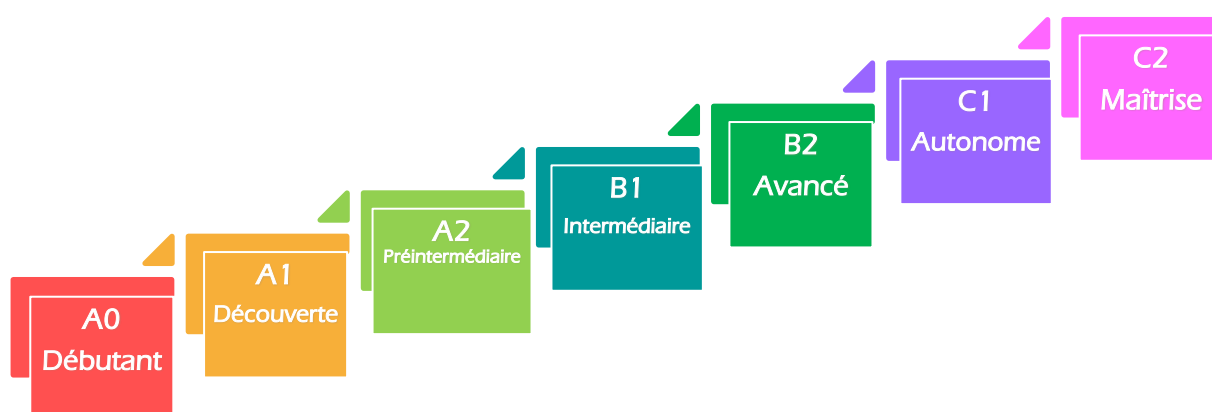 A0
Débutant
A1
Découverte
A2
Préintermédiaire
B1
Intermédiaire
B2
Avancé
C1
Autonome
C2
Maîtrise